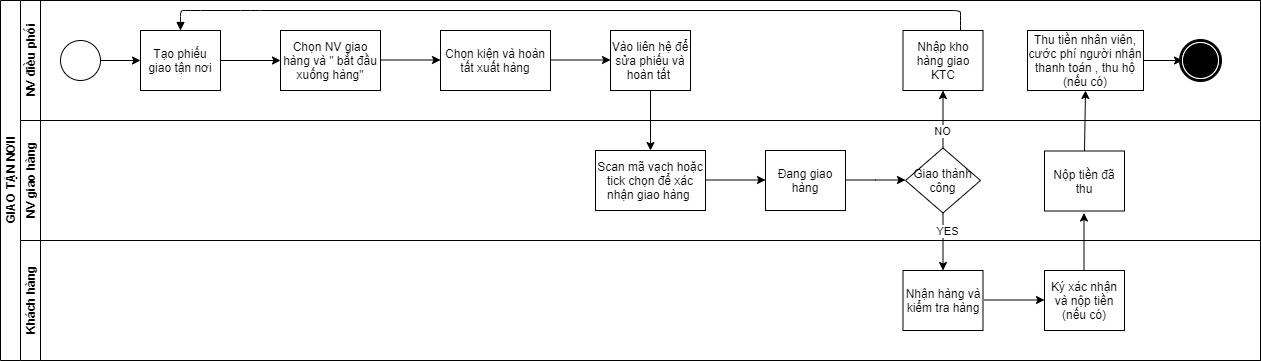 GIAO TẬN NƠII
NV điều phối
Tạo phiếu
giao tận nơi
Chọn NV giao
hàng và " bắt đầu
xuống hàng"
Chọn kiện và hoàn
tất xuất hàng
Vào liên hệ để
sửa phiếu và
hoàn tất
Nhập kho
hàng giao
KTC
Thu tiền nhân viên,
cước phí người nhận
thanh toán , thu hộ
(nếu có)
NO
NV giao hàng
Scan mã vạch hoặc
tick chọn để xác
nhận giao hàng
Đang giao
hàng
Giao thành
công
Nộp tiền đã
thu
YES
Khách hàng
Nhận hàng và
kiểm tra hàng
Ký xác nhận
và nộp tiền
(nếu có)